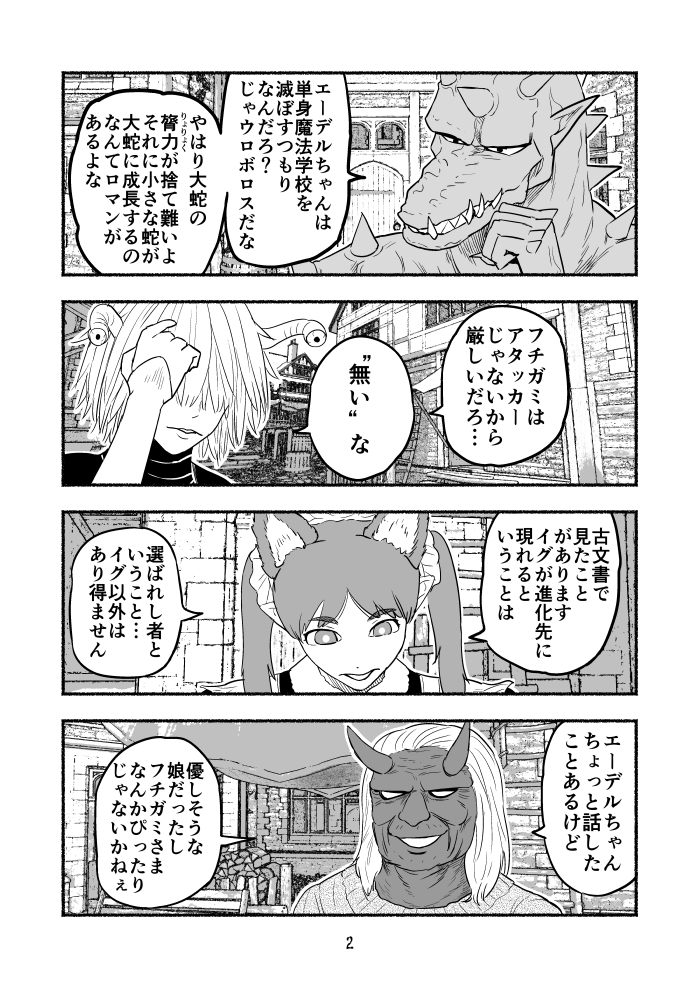 エーデルちゃんは
単身魔法学校を
滅ぼすつもり
なんだろ？
じゃウロボロスだな
やはり大蛇の
膂力が捨て難いよ
りょりょく
それに小さな蛇が
大蛇に成長するの
なんてロマンが
あるよな
フチガミは
アタッカー
じゃないから
厳しいだろ…
〝無い〝な
古文書で
見たこと
があります
イグが進化先に
現れると
いうことは
選ばれし者と
いうこと…
イグ以外は
あり得ません
エーデルちゃん
ちょっと話した
ことあるけど
優しそうな
娘だったし
フチガミさま
なんかぴったり
じゃないかねぇ
2